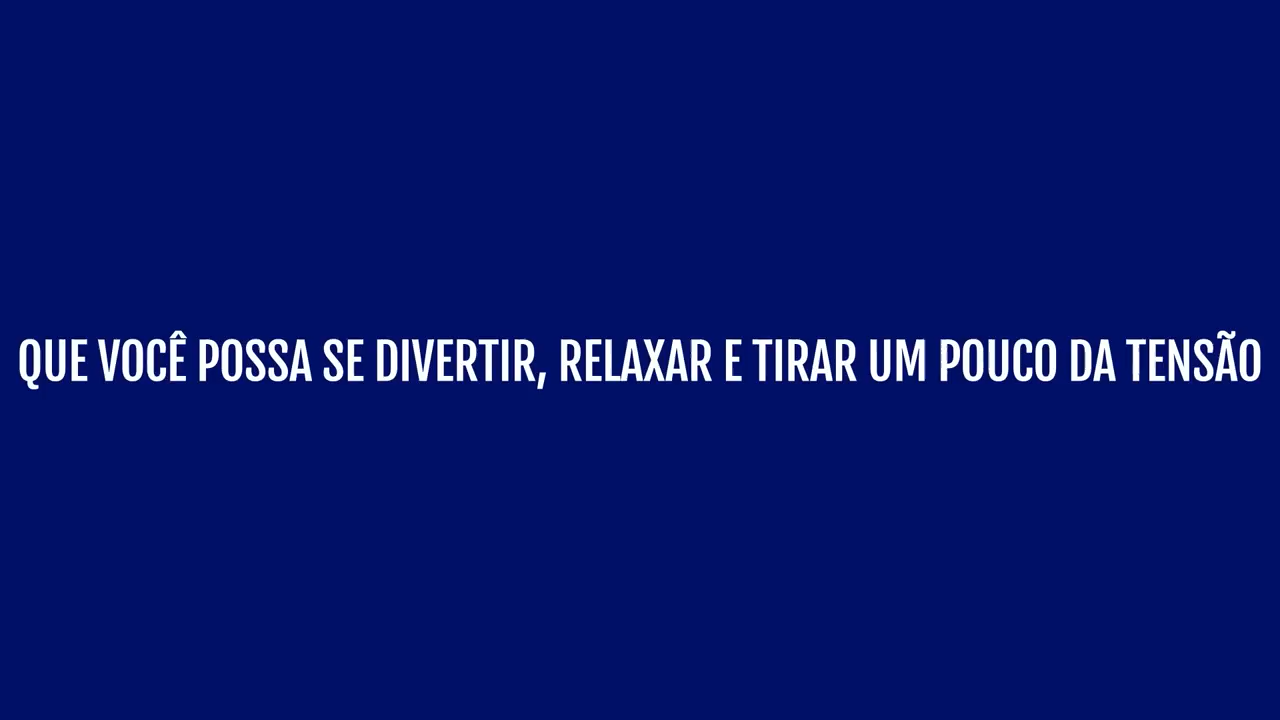 QUE VOCÊ POSSA SE DIVERTIR, RELAXAR E TIRAR UM POUCO DA TENSÃO